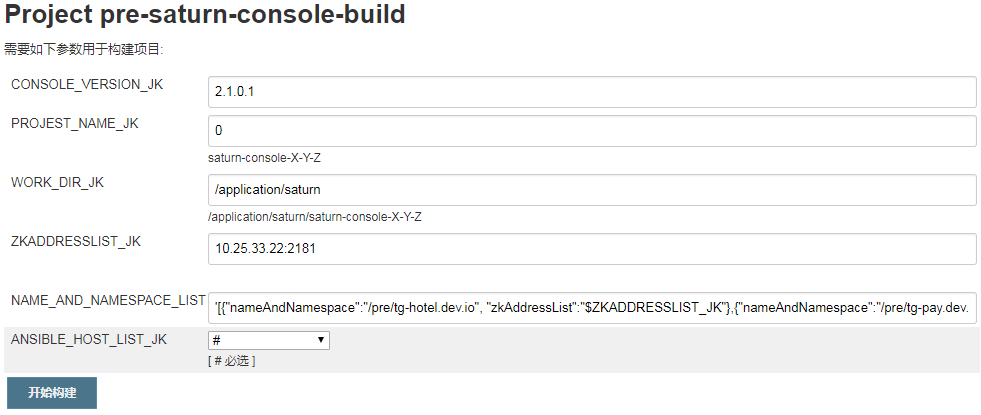 Project pre-saturn-console-build
需要如下参数用于构建项目:
CONSOLE_VERSION_JK
2.1.0.1
PROJEST_NAME_JK
0
saturn-console-X-Y-Z
WORK_DIR_JK
/application/saturn
/application/saturn/saturn-console-X-Y-Z
ZKADDRESSLIST_JK
10.25.33.22:2181
NAME_AND_NAMESPACE_LIST
'[{"nameAndNamespace":"/pre/tg-hotel.dev.io", "zkAddressList":"$ZKADDRESSLIST_JK"},{"nameAndNamespace":"/pre/tg-pay.dev.
ANSIBLE_HOST_LIST_JK
#
[ # 必选 ]
开始构建